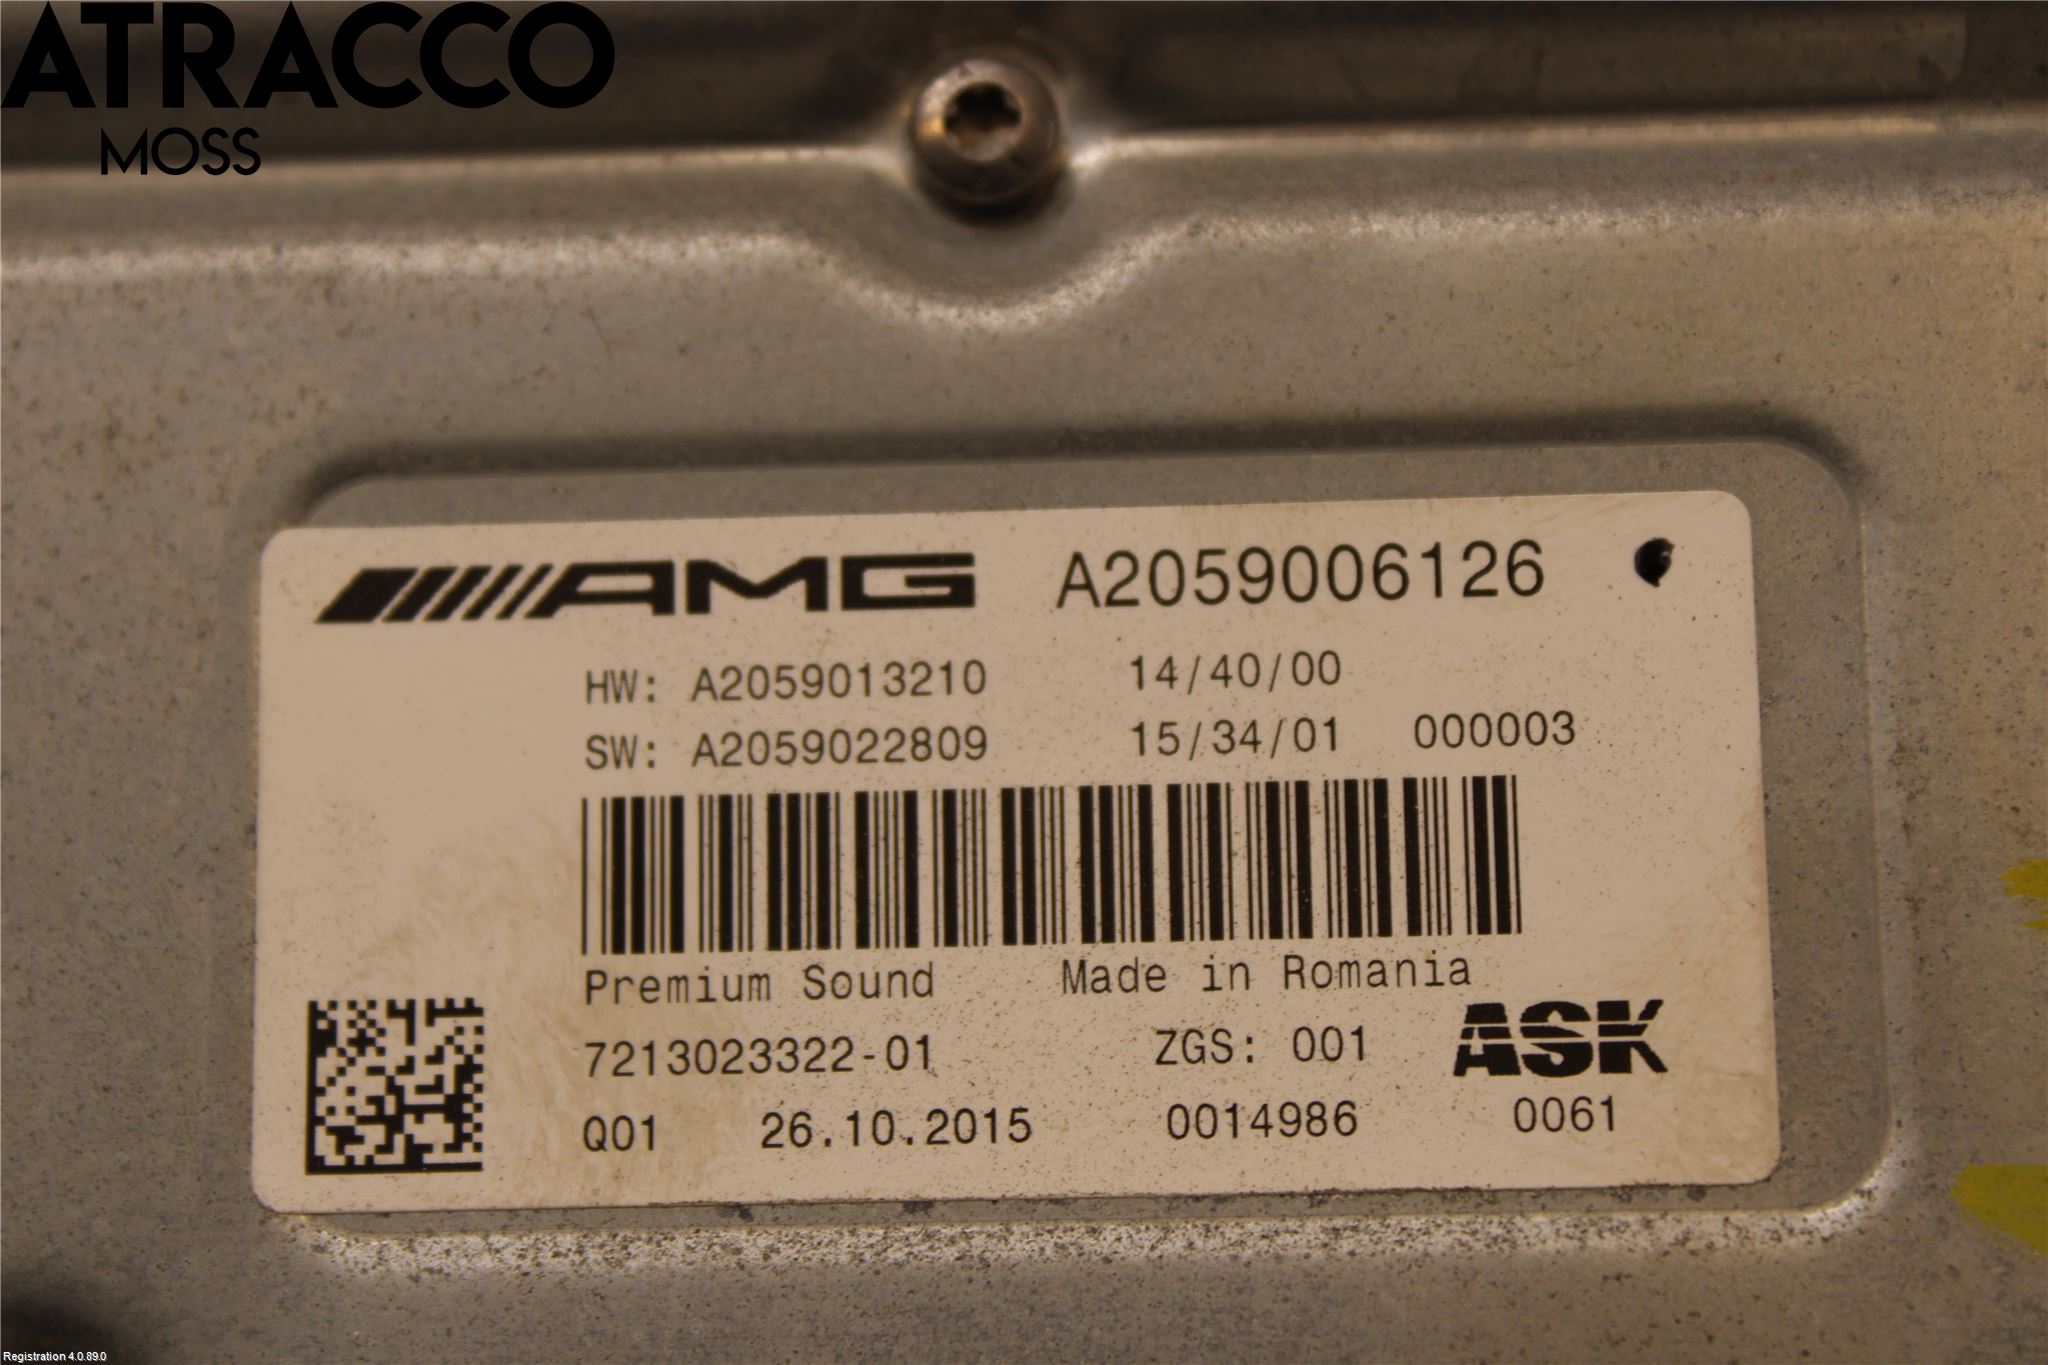 ATRACCO
MOSS
AMG A2059006126
HW: A2059013210 14/40/00
SW: A2059022809 15/34/01 000003
Premium Sound Made in Romania
7213023322-01 ZGS: 001 ASK
Q01 26.10.2015 0014986 0061
Registration 4.0.89.0